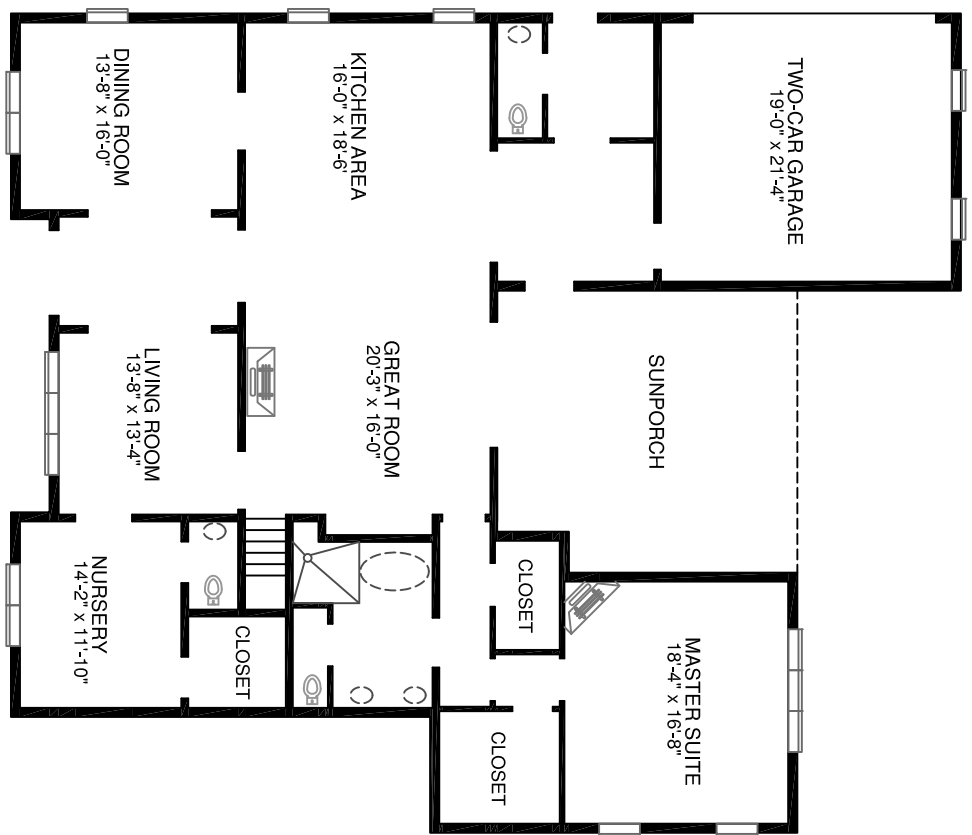 DINING ROOM
13'-8" x 16'-0"
KITCHEN AREA
16'-0" x 18'-6'
TWO-CAR GARAGE
19'-0" x 21'-4"
LIVING ROOM
13'-8" x 13'-4"
GREAT ROOM
20'-3" x 16'-0"
SUNPORCH
NURSERY
14'-2" x 11'-10"
CLOSET
CLOSET
MASTER SUITE
18'-4" x 16'-8"
CLOSET